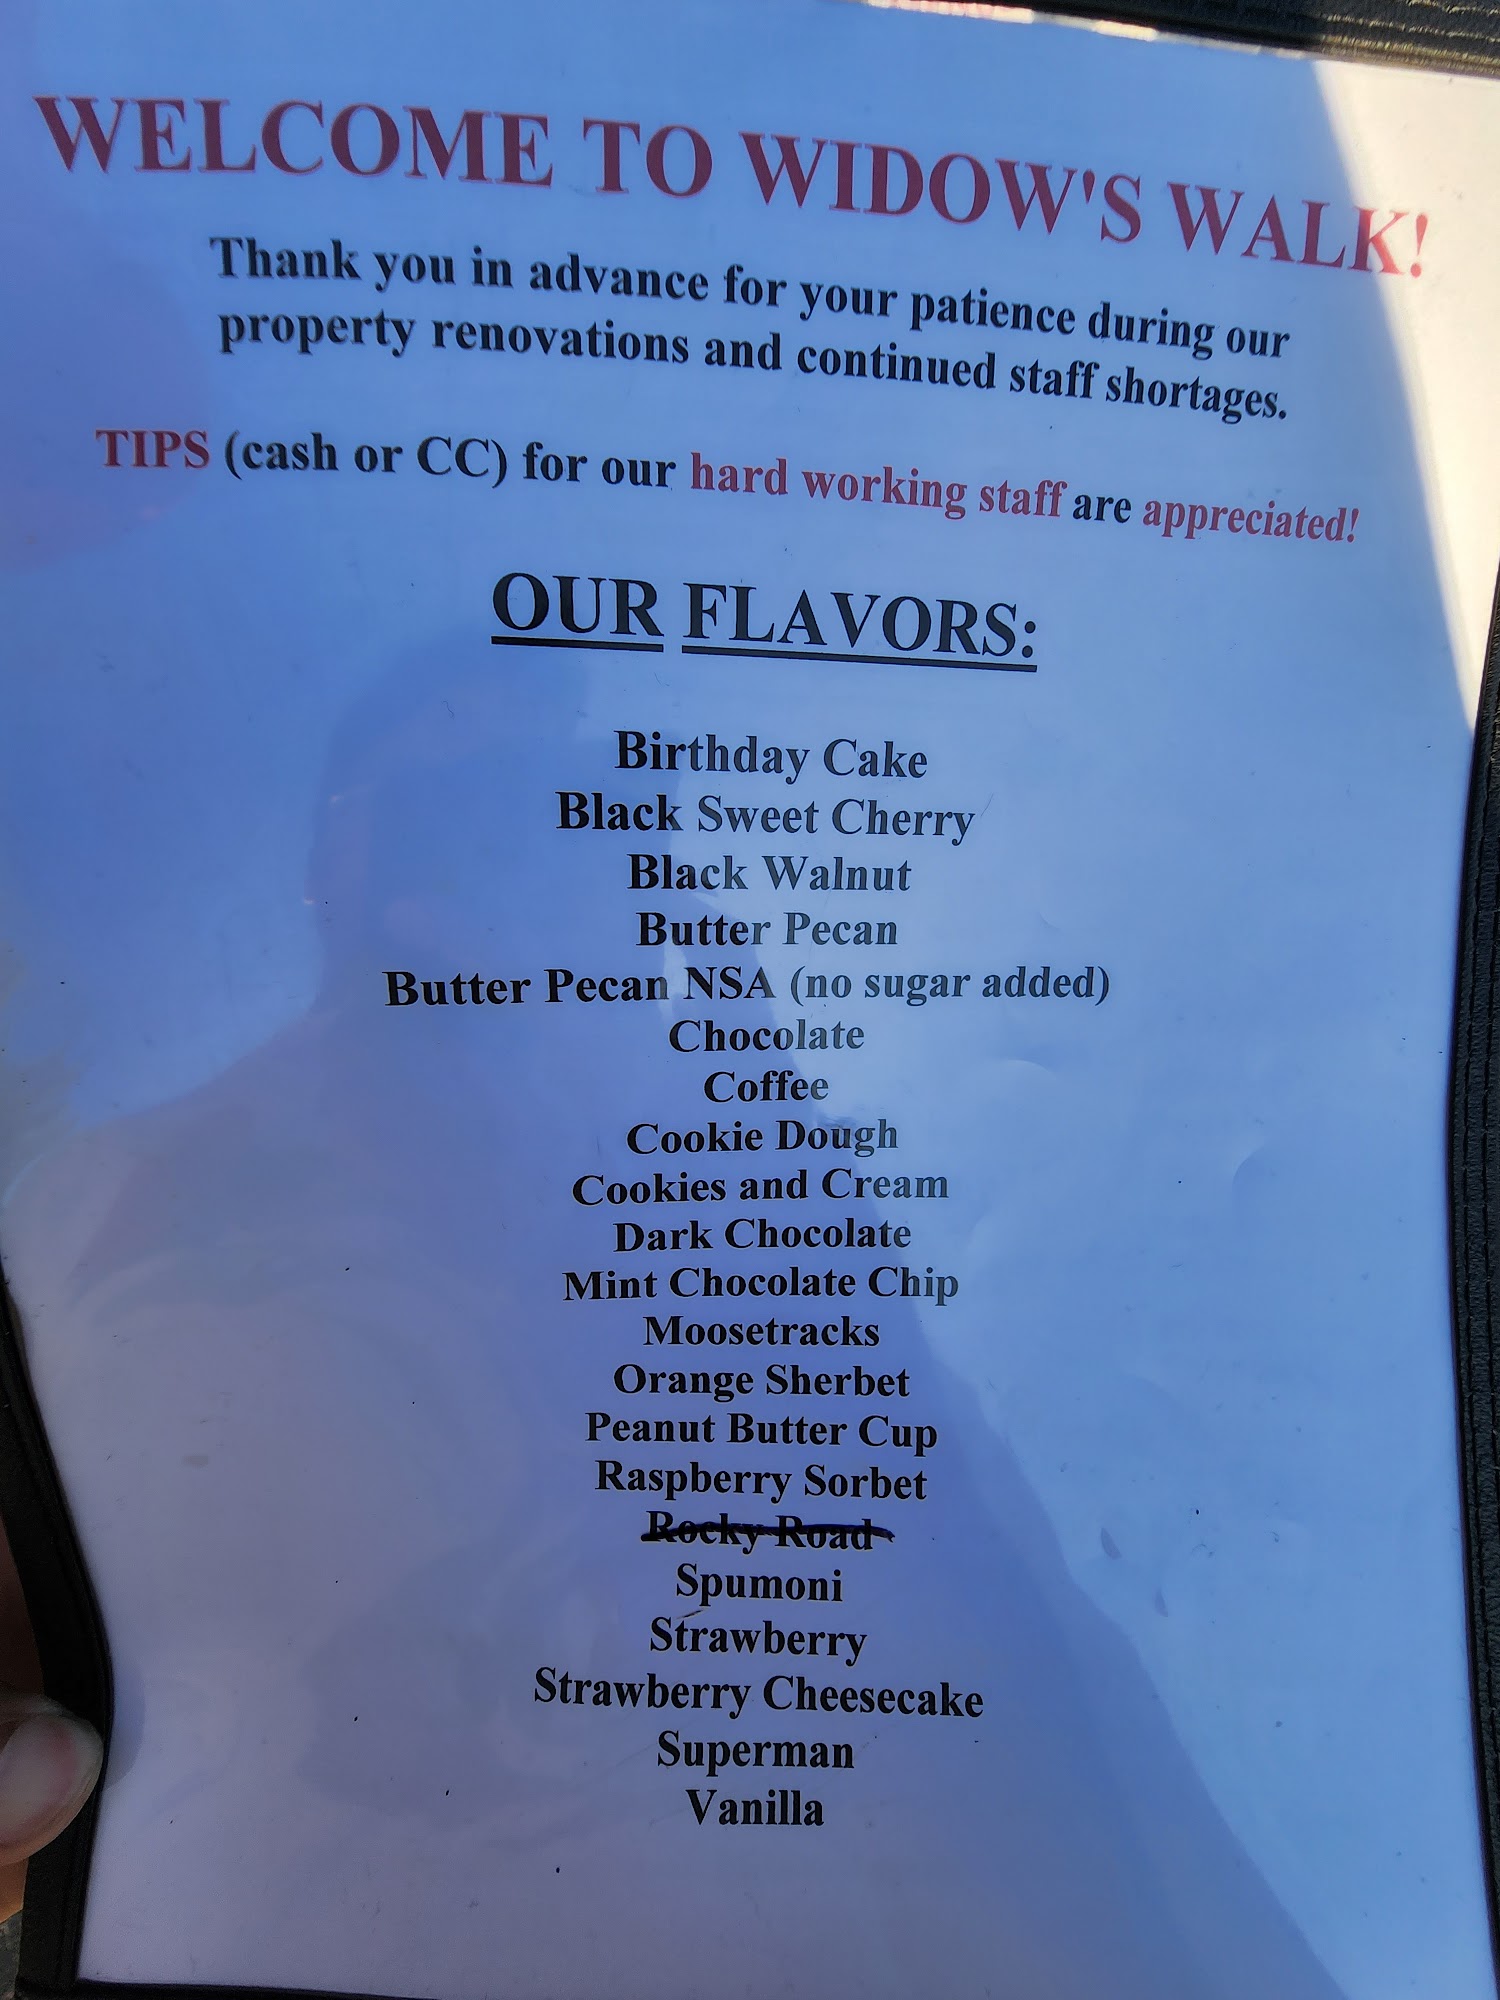 WELCOME TO WIDOW'S WALK!
Thank you in advance for your patience during our
property renovations and continued staff shortages.
TIPS (cash or CC) for our hard working staff are appreciated!
OUR FLAVORS:
Birthday Cake
Black Sweet Cherry
Black Walnut
Butter Pecan
Butter Pecan NSA (no sugar added)
Chocolate
Coffee
Cookie Dough
Cookies and Cream
Dark Chocolate
Mint Chocolate Chip
Moosetracks
Orange Sherbet
Peanut Butter Cup
Raspberry Sorbet
Rocky Road
Spumoni
Strawberry
Strawberry Cheesecake
Superman
Vanilla